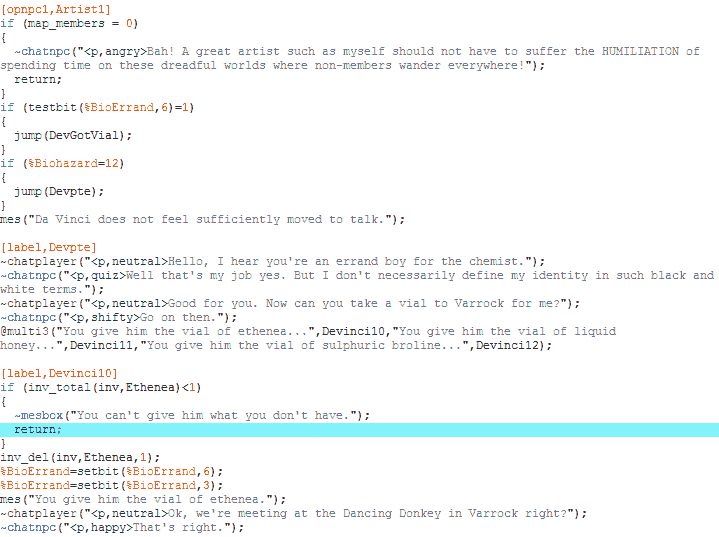 [opnpc1,Artist1]
if (map_members = 0)
{
  ~chatnpc("<p,angry>Bah! A great artist such as myself should not have to suffer the HUMILIATION of
spending time on these dreadful worlds where non-members wander everywhere!");
  return;
}
if (testbit(%BioErrand,6)=1)
{
  jump(DevGotVial);
}
if (%Biohazard=12)
{
  jump(Devpte);
}
mes("Da Vinci does not feel sufficiently moved to talk.");

[label,Devpte]
~chatplayer("<p,neutral>Hello, I hear you're an errand boy for the chemist.");
~chatnpc("<p,quiz>Well that's my job yes. But I don't necessarily define my identity in such black and
white terms.");
~chatplayer("<p,neutral>Good for you. Now can you take a vial to Varrock for me?");
~chatnpc("<p,shifty>Go on then.");
@multi3("You give him the vial of ethenea...",Devinci10,"You give him the vial of liquid
honey...",Devinci11,"You give him the vial of sulphuric broline...",Devinci12);

[label,Devinci10]
if (inv_total(inv,Ethenea)<1)
{
  ~mesbox("You can't give him what you don't have.");
  return;
}
inv_del(inv,Ethenea,1);
%BioErrand=setbit(%BioErrand,6);
%BioErrand=setbit(%BioErrand,3);
mes("You give him the vial of ethenea.");
~chatplayer("<p,neutral>Ok, we're meeting at the Dancing Donkey in Varrock right?");
~chatnpc("<p,happy>That's right.");